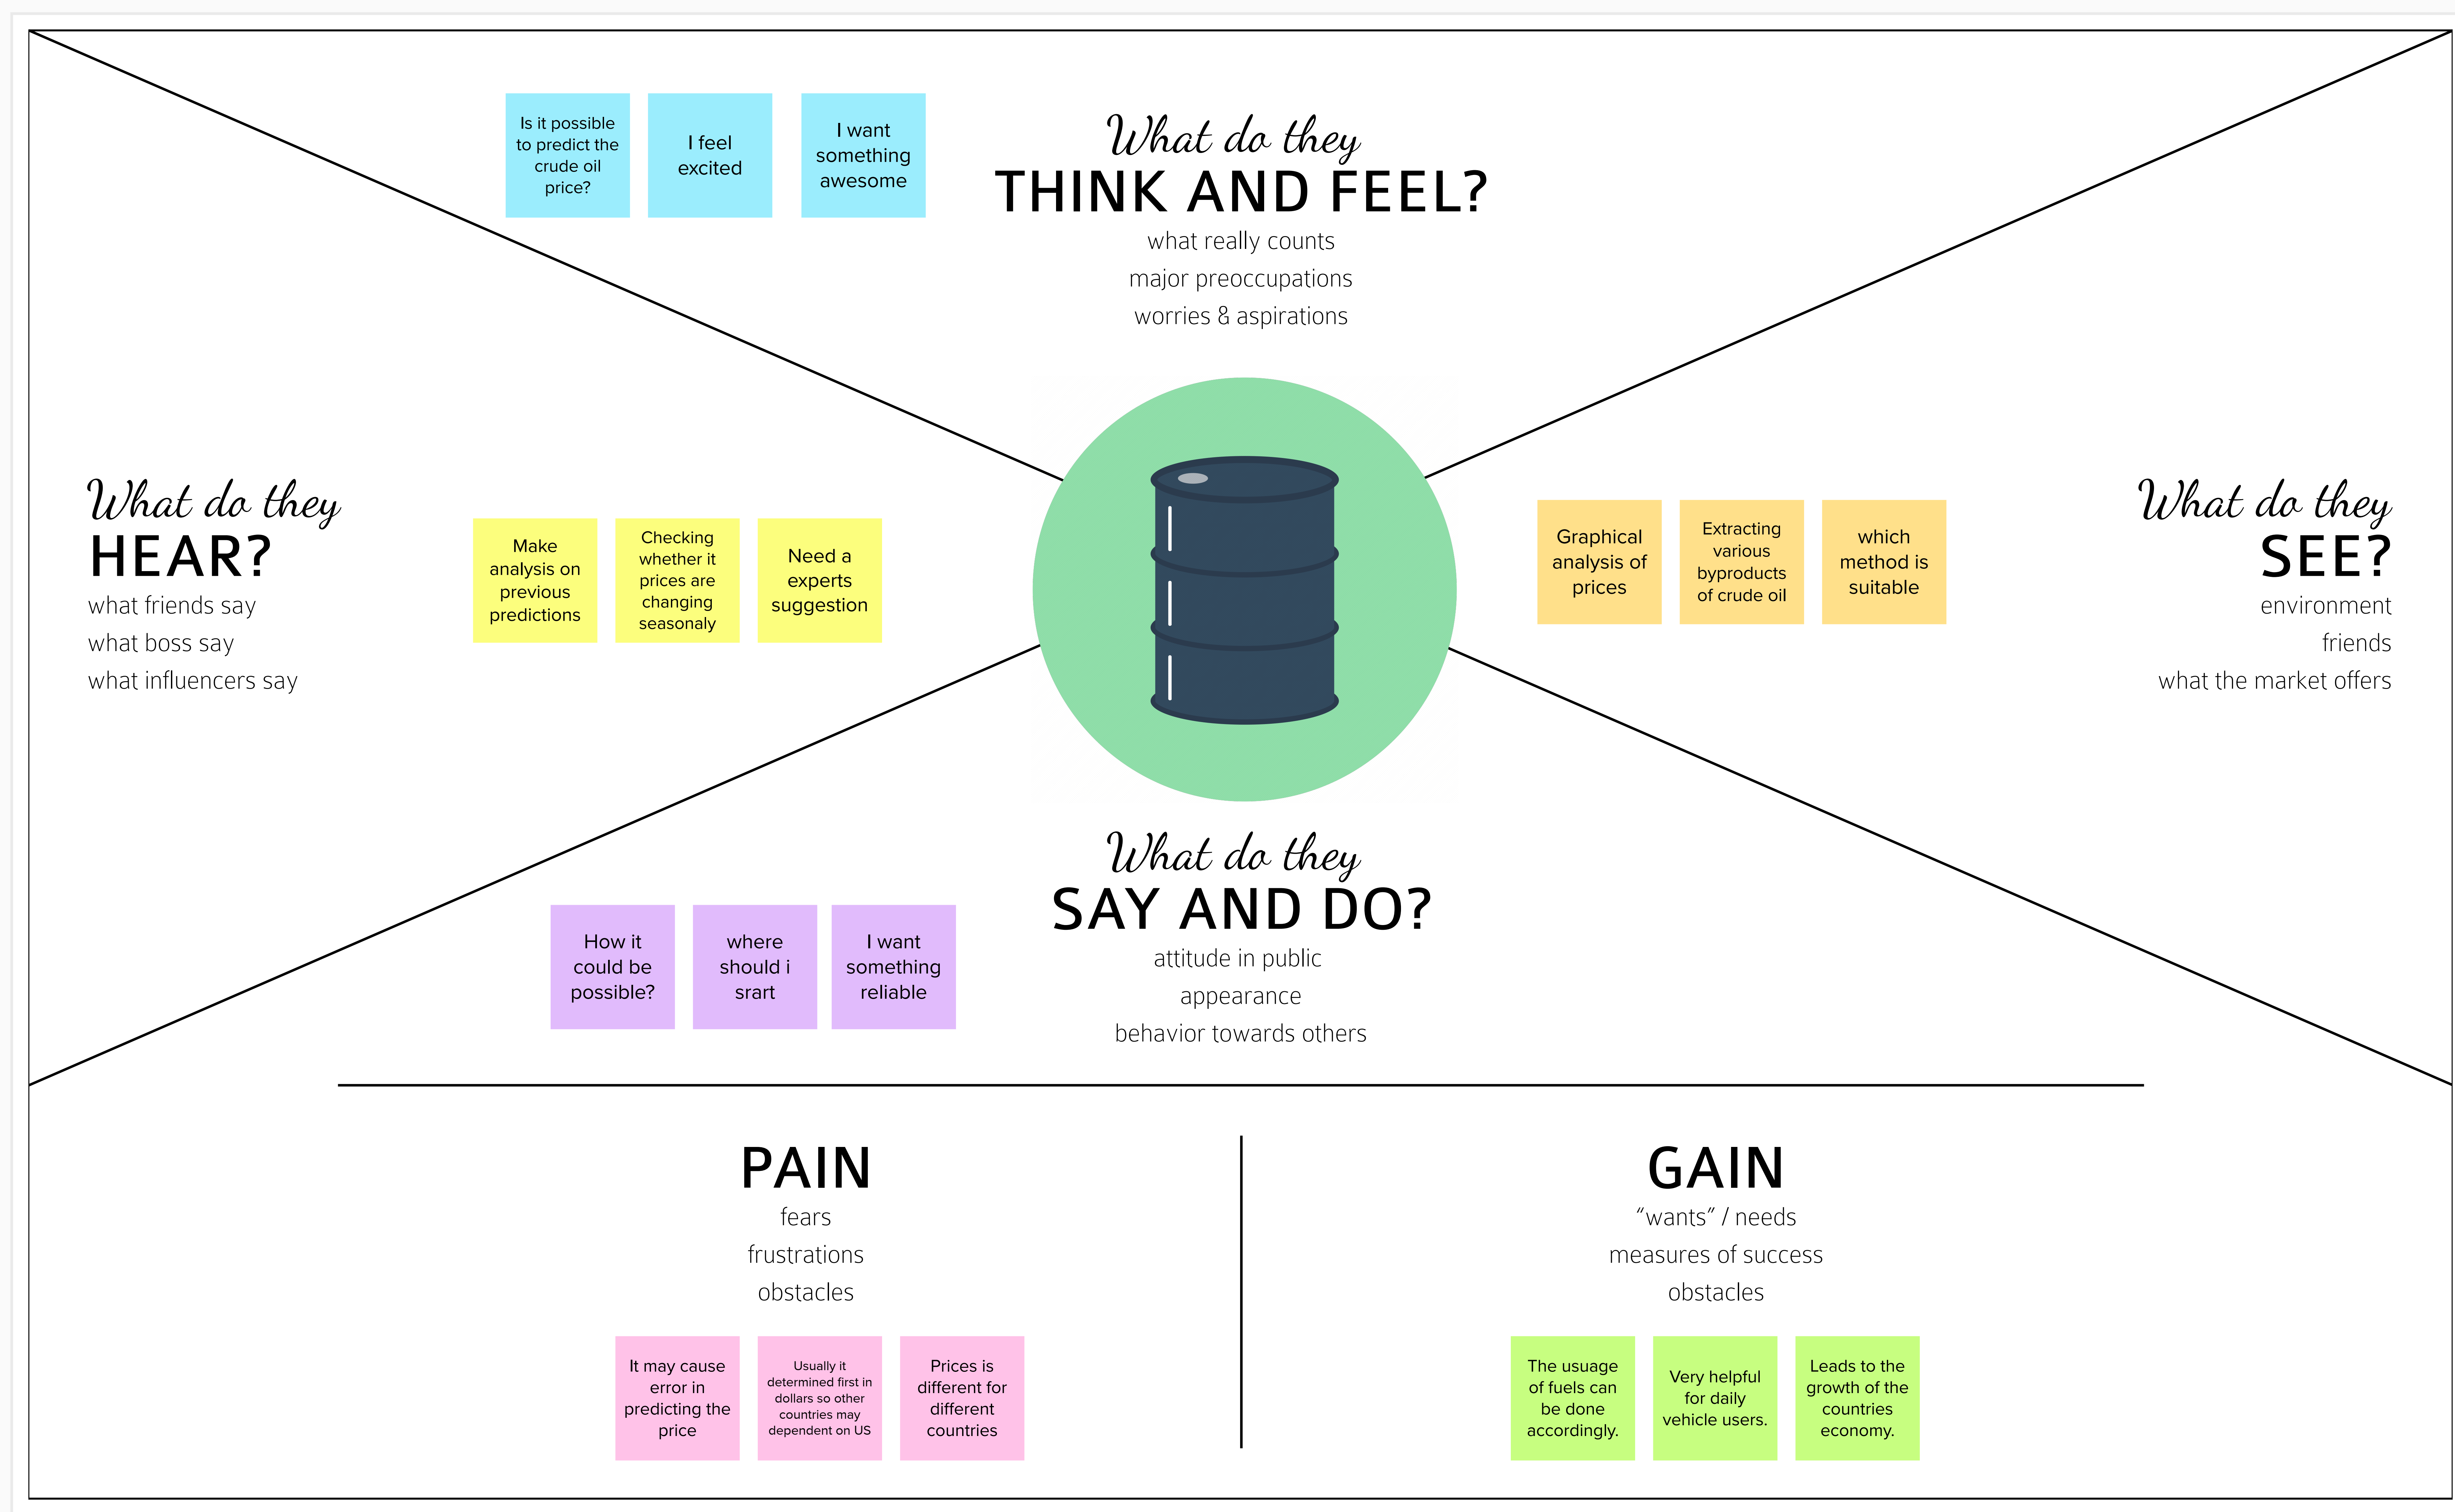 Is it possible
to predict the
crude oil
price?
I feel
excited
I want
something
awesome
What do they
THINK AND FEEL?
what really counts
major preoccupations
worries & aspirations
What do they
HEAR?
what friends say
what boss say
what influencers say
Make
analysis on
previous
predictions
Checking
whether it
prices are
changing
seasonaly
Need a
experts
suggestion
Graphical
analysis of
prices
Extracting
various
byproducts
of crude oil
which
method is
suitable
What do they
SEE?
environment
friends
what the market offers
What do they
SAY AND DO?
attitude in public
appearance
behavior towards others
How it
could be
possible?
where
should i
srart
I want
something
reliable
PAIN
fears
frustrations
obstacles
It may cause
error in
predicting the
price
Usually it
determined first in
dollars so other
countries may
dependent on US
Prices is
different for
different
countries
GAIN
“wants” / needs
measures of success
obstacles
The usuage
of fuels can
be done
accordingly.
Very helpful
for daily
vehicle users.
Leads to the
growth of the
countries
economy.